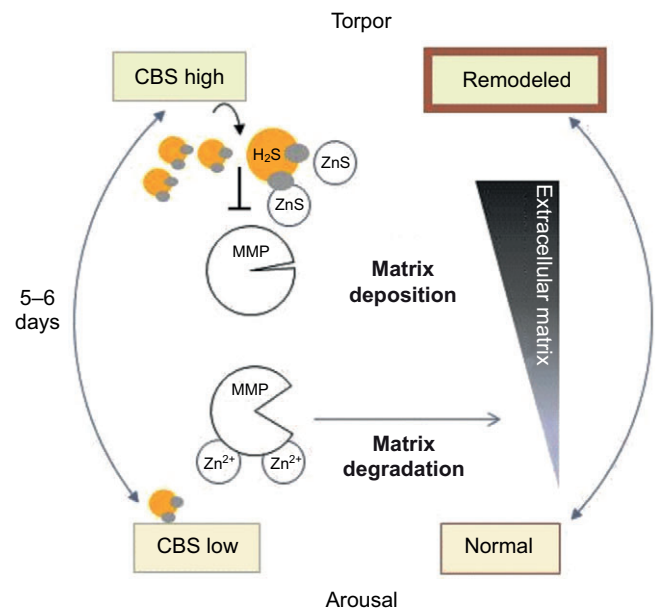 Torpor
CBS high
Remodeled
H₂S
ZnS
ZnS
MMP
Matrix
deposition
Extracellular matrix
5–6
days
MMP
Zn²⁺
Zn²⁺
Matrix
degradation
CBS low
Normal
Arousal